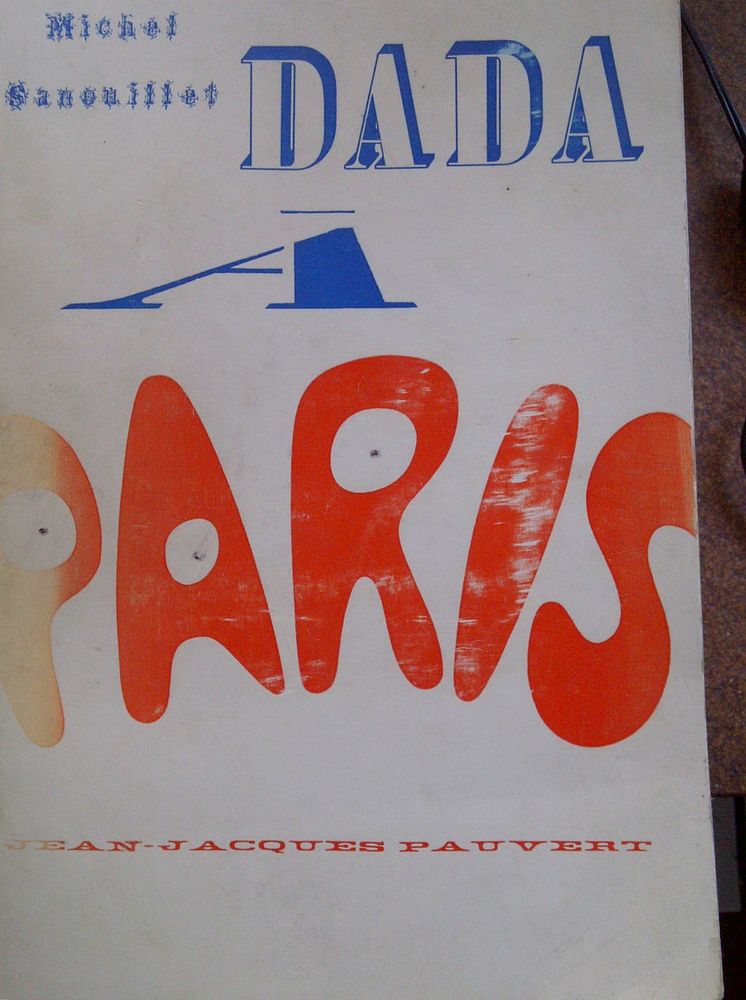 Michel
Sanouillet
DADA
A
PARIS
JEAN-JACQUES PAUVERT